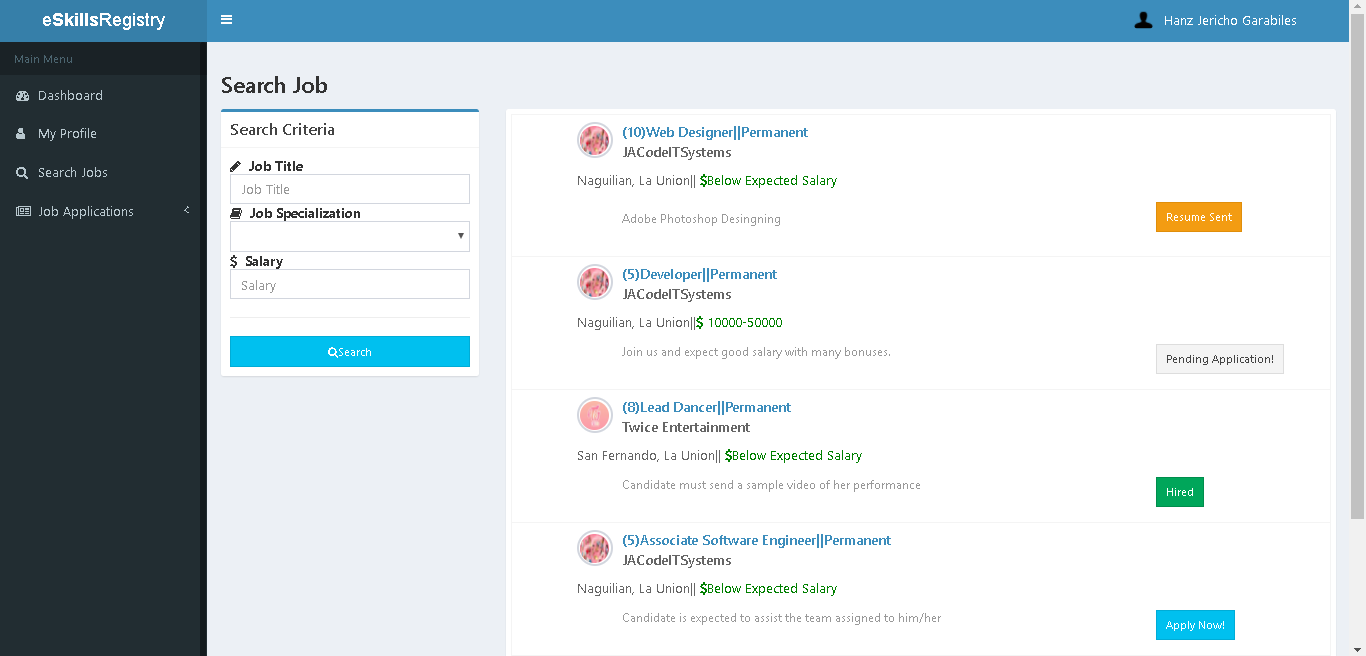 eSkillsRegistry
Hanz Jericho Garabiles
Main Menu
Dashboard
My Profile
Search Jobs
Job Applications
Search Job
Search Criteria
Job Title
Job Title
Job Specialization
$ Salary
Salary
Search
(10)Web Designer||Permanent
JACodeITSystems
Naguilian, La Union|| $Below Expected Salary
Adobe Photoshop Desingning
Resume Sent
(5)Developer||Permanent
JACodeITSystems
Naguilian, La Union||$ 10000-50000
Join us and expect good salary with many bonuses.
Pending Application!
(8)Lead Dancer||Permanent
Twice Entertainment
San Fernando, La Union|| $Below Expected Salary
Candidate must send a sample video of her performance
Hired
(5)Associate Software Engineer||Permanent
JACodeITSystems
Naguilian, La Union|| $Below Expected Salary
Candidate is expected to assist the team assigned to him/her
Apply Now!